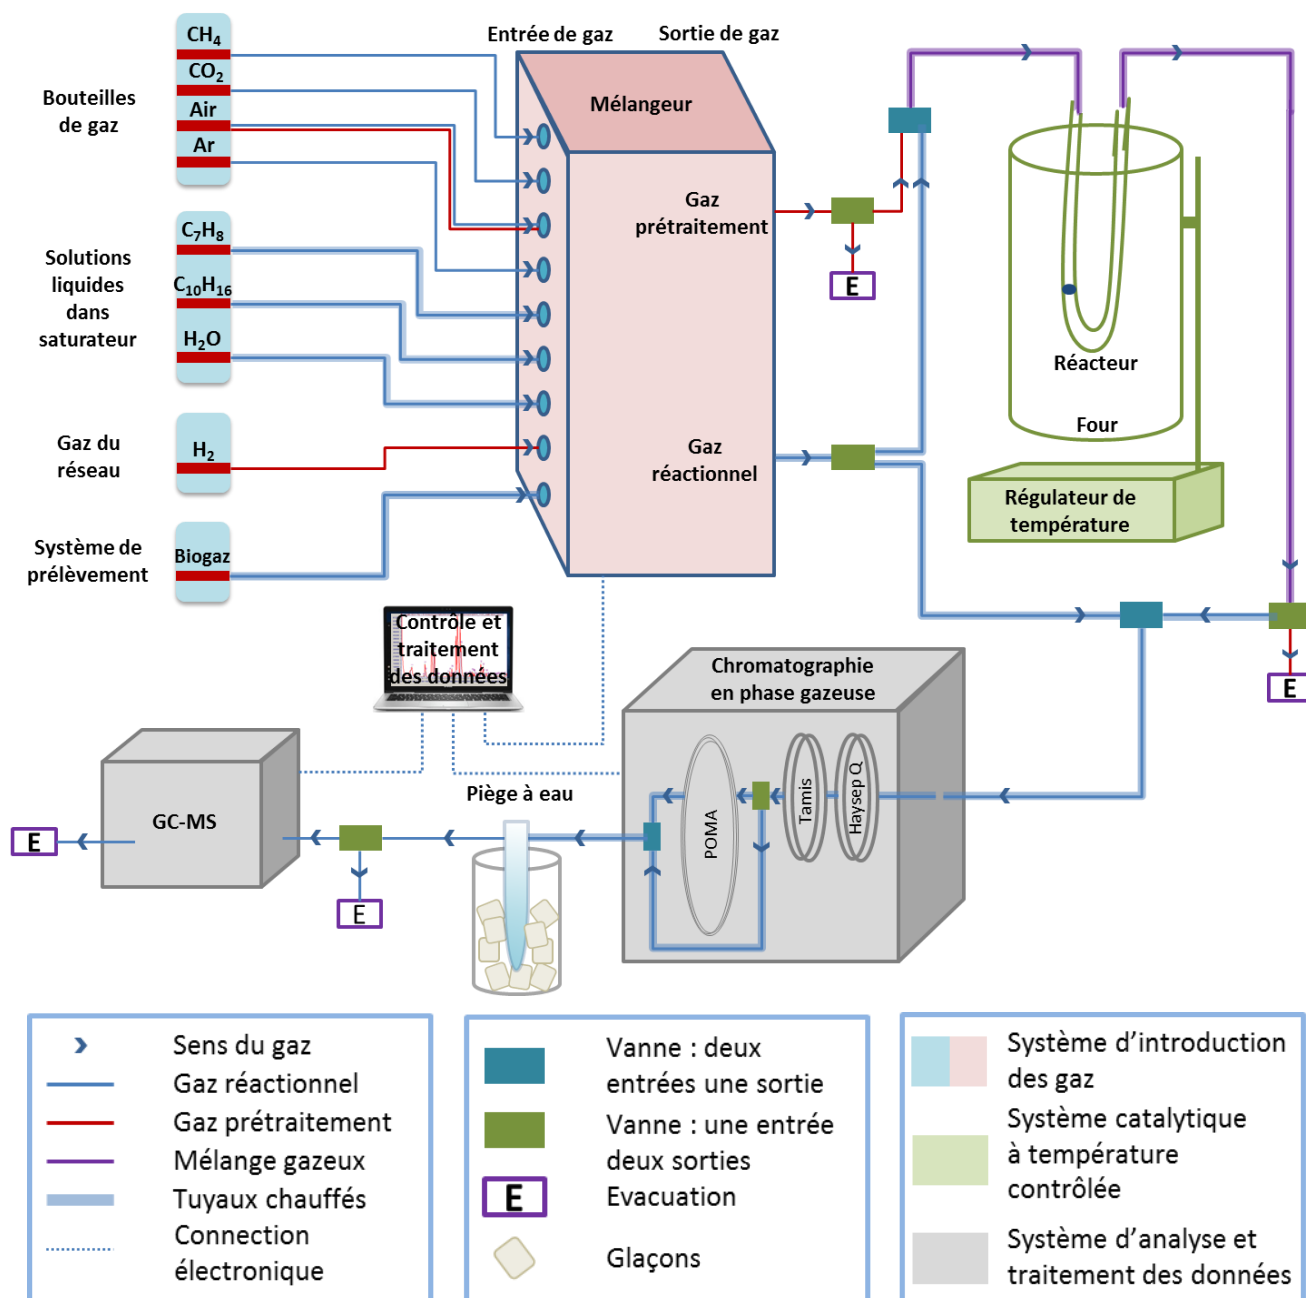 Entrée de gaz
Sortie de gaz
Bouteilles
de gaz
CH4
CO2
Air
Ar
Solutions
liquides
dans
saturateur
C7H8
C10H16
H2O
Gaz du
réseau
H2
Système de
prélèvement
Biogaz
Mélangeur
Gaz
prétraitement
Gaz
réactionnel
E
Réacteur
Four
Régulateur de
température
E
Contrôle et
traitement
des données
Chromatographie
en phase gazeuse
POMA
Tamis
Haysep Q
Piège à eau
GC-MS
E
E
Sens du gaz
Gaz réactionnel
Gaz prétraitement
Mélange gazeux
Tuyaux chauffés
Connection
électronique
Vanne : deux
entrées une sortie
Vanne : une entrée
deux sorties
E
Evacuation
Glaçons
Système d'introduction
des gaz
Système catalytique
à température
contrôlée
Système d'analyse et
traitement des données